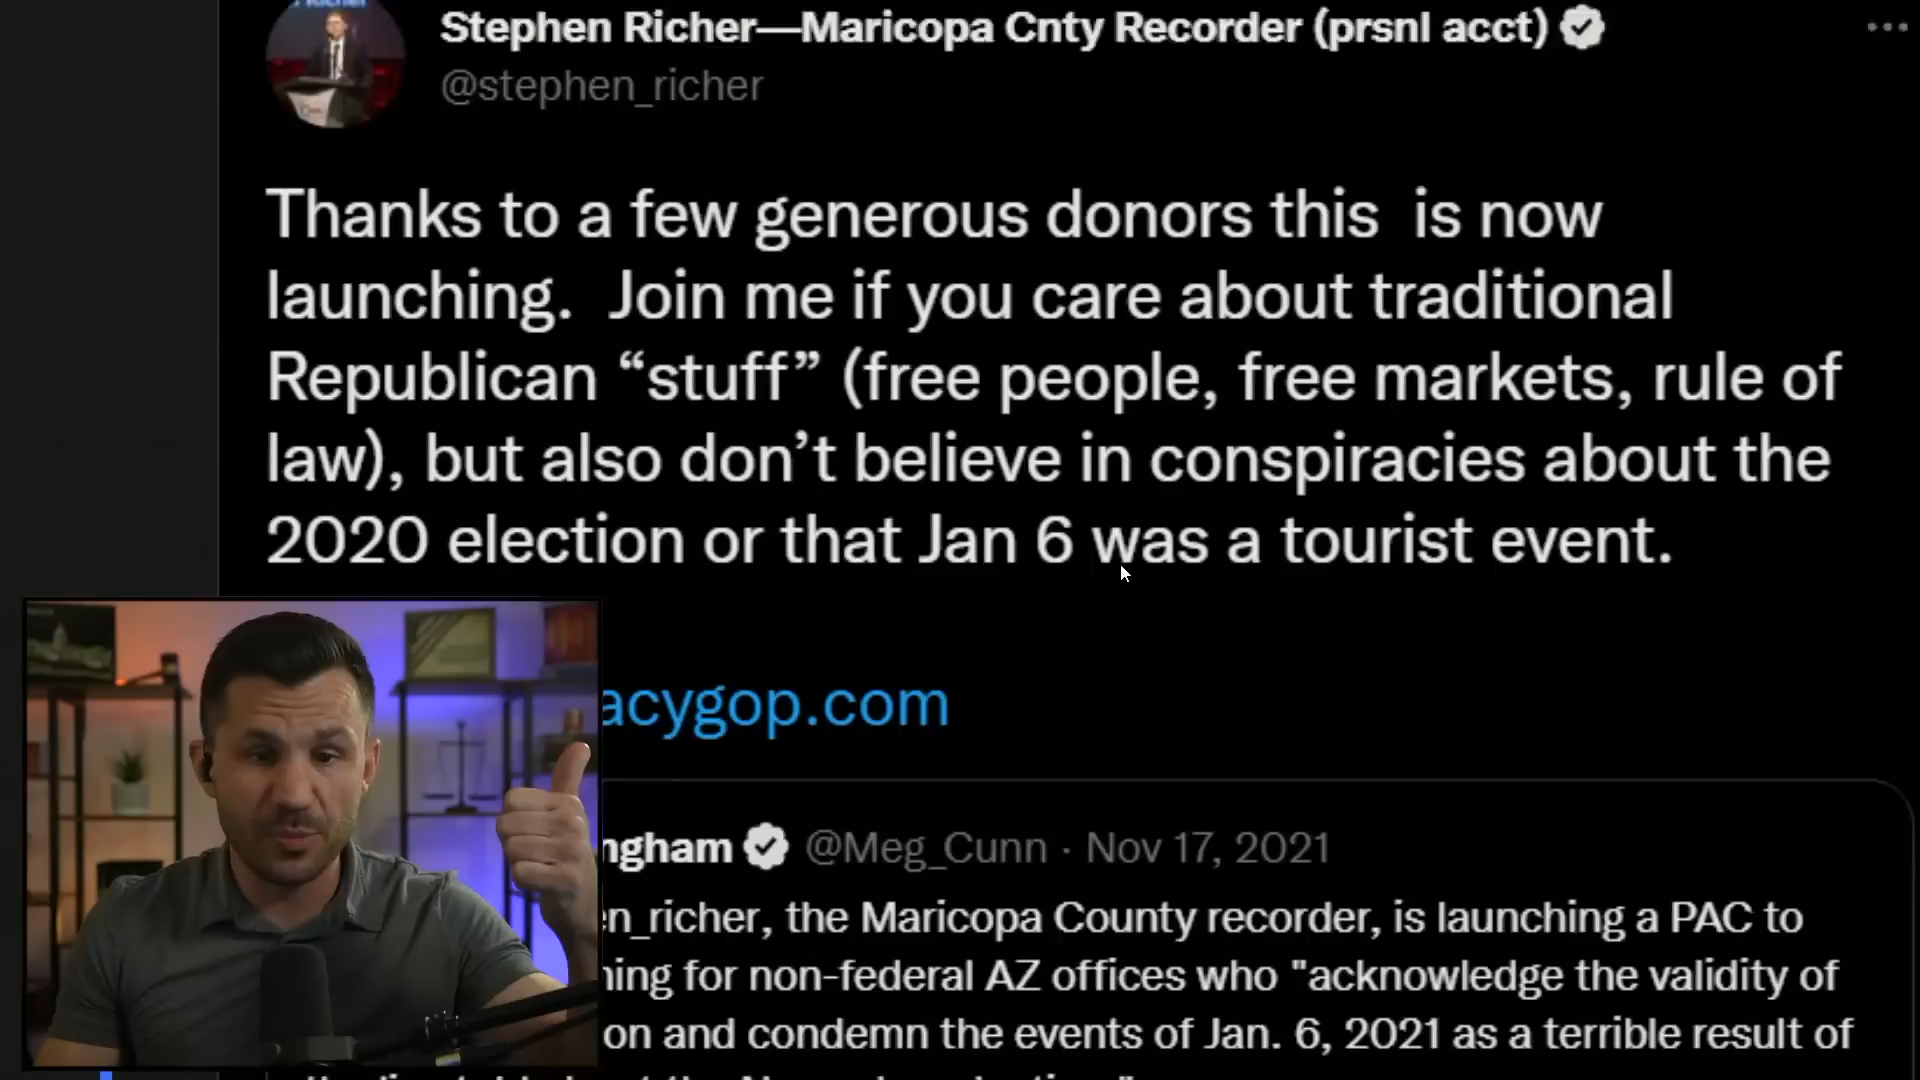 Stephen Richer—Maricopa Cnty Recorder (prsnl acct)
@stephen_richer
Thanks to a few generous donors this  is now
launching.  Join me if you care about traditional
Republican “stuff” (free people, free markets, rule of
law), but also don’t believe in conspiracies about the
2020 election or that Jan 6 was a tourist event.
acygop.com
ngham @Meg_Cunn · Nov 17, 2021
en_richer, the Maricopa County recorder, is launching a PAC to
ning for non-federal AZ offices who "acknowledge the validity of
on and condemn the events of Jan. 6, 2021 as a terrible result of